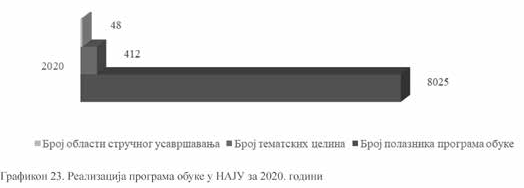 48
412
2020
8025
Број области стручног усавршавања Број тематских целина Број полазника програма обуке
Графикон 23. Реализација програма обуке у НАЈУ за 2020. години